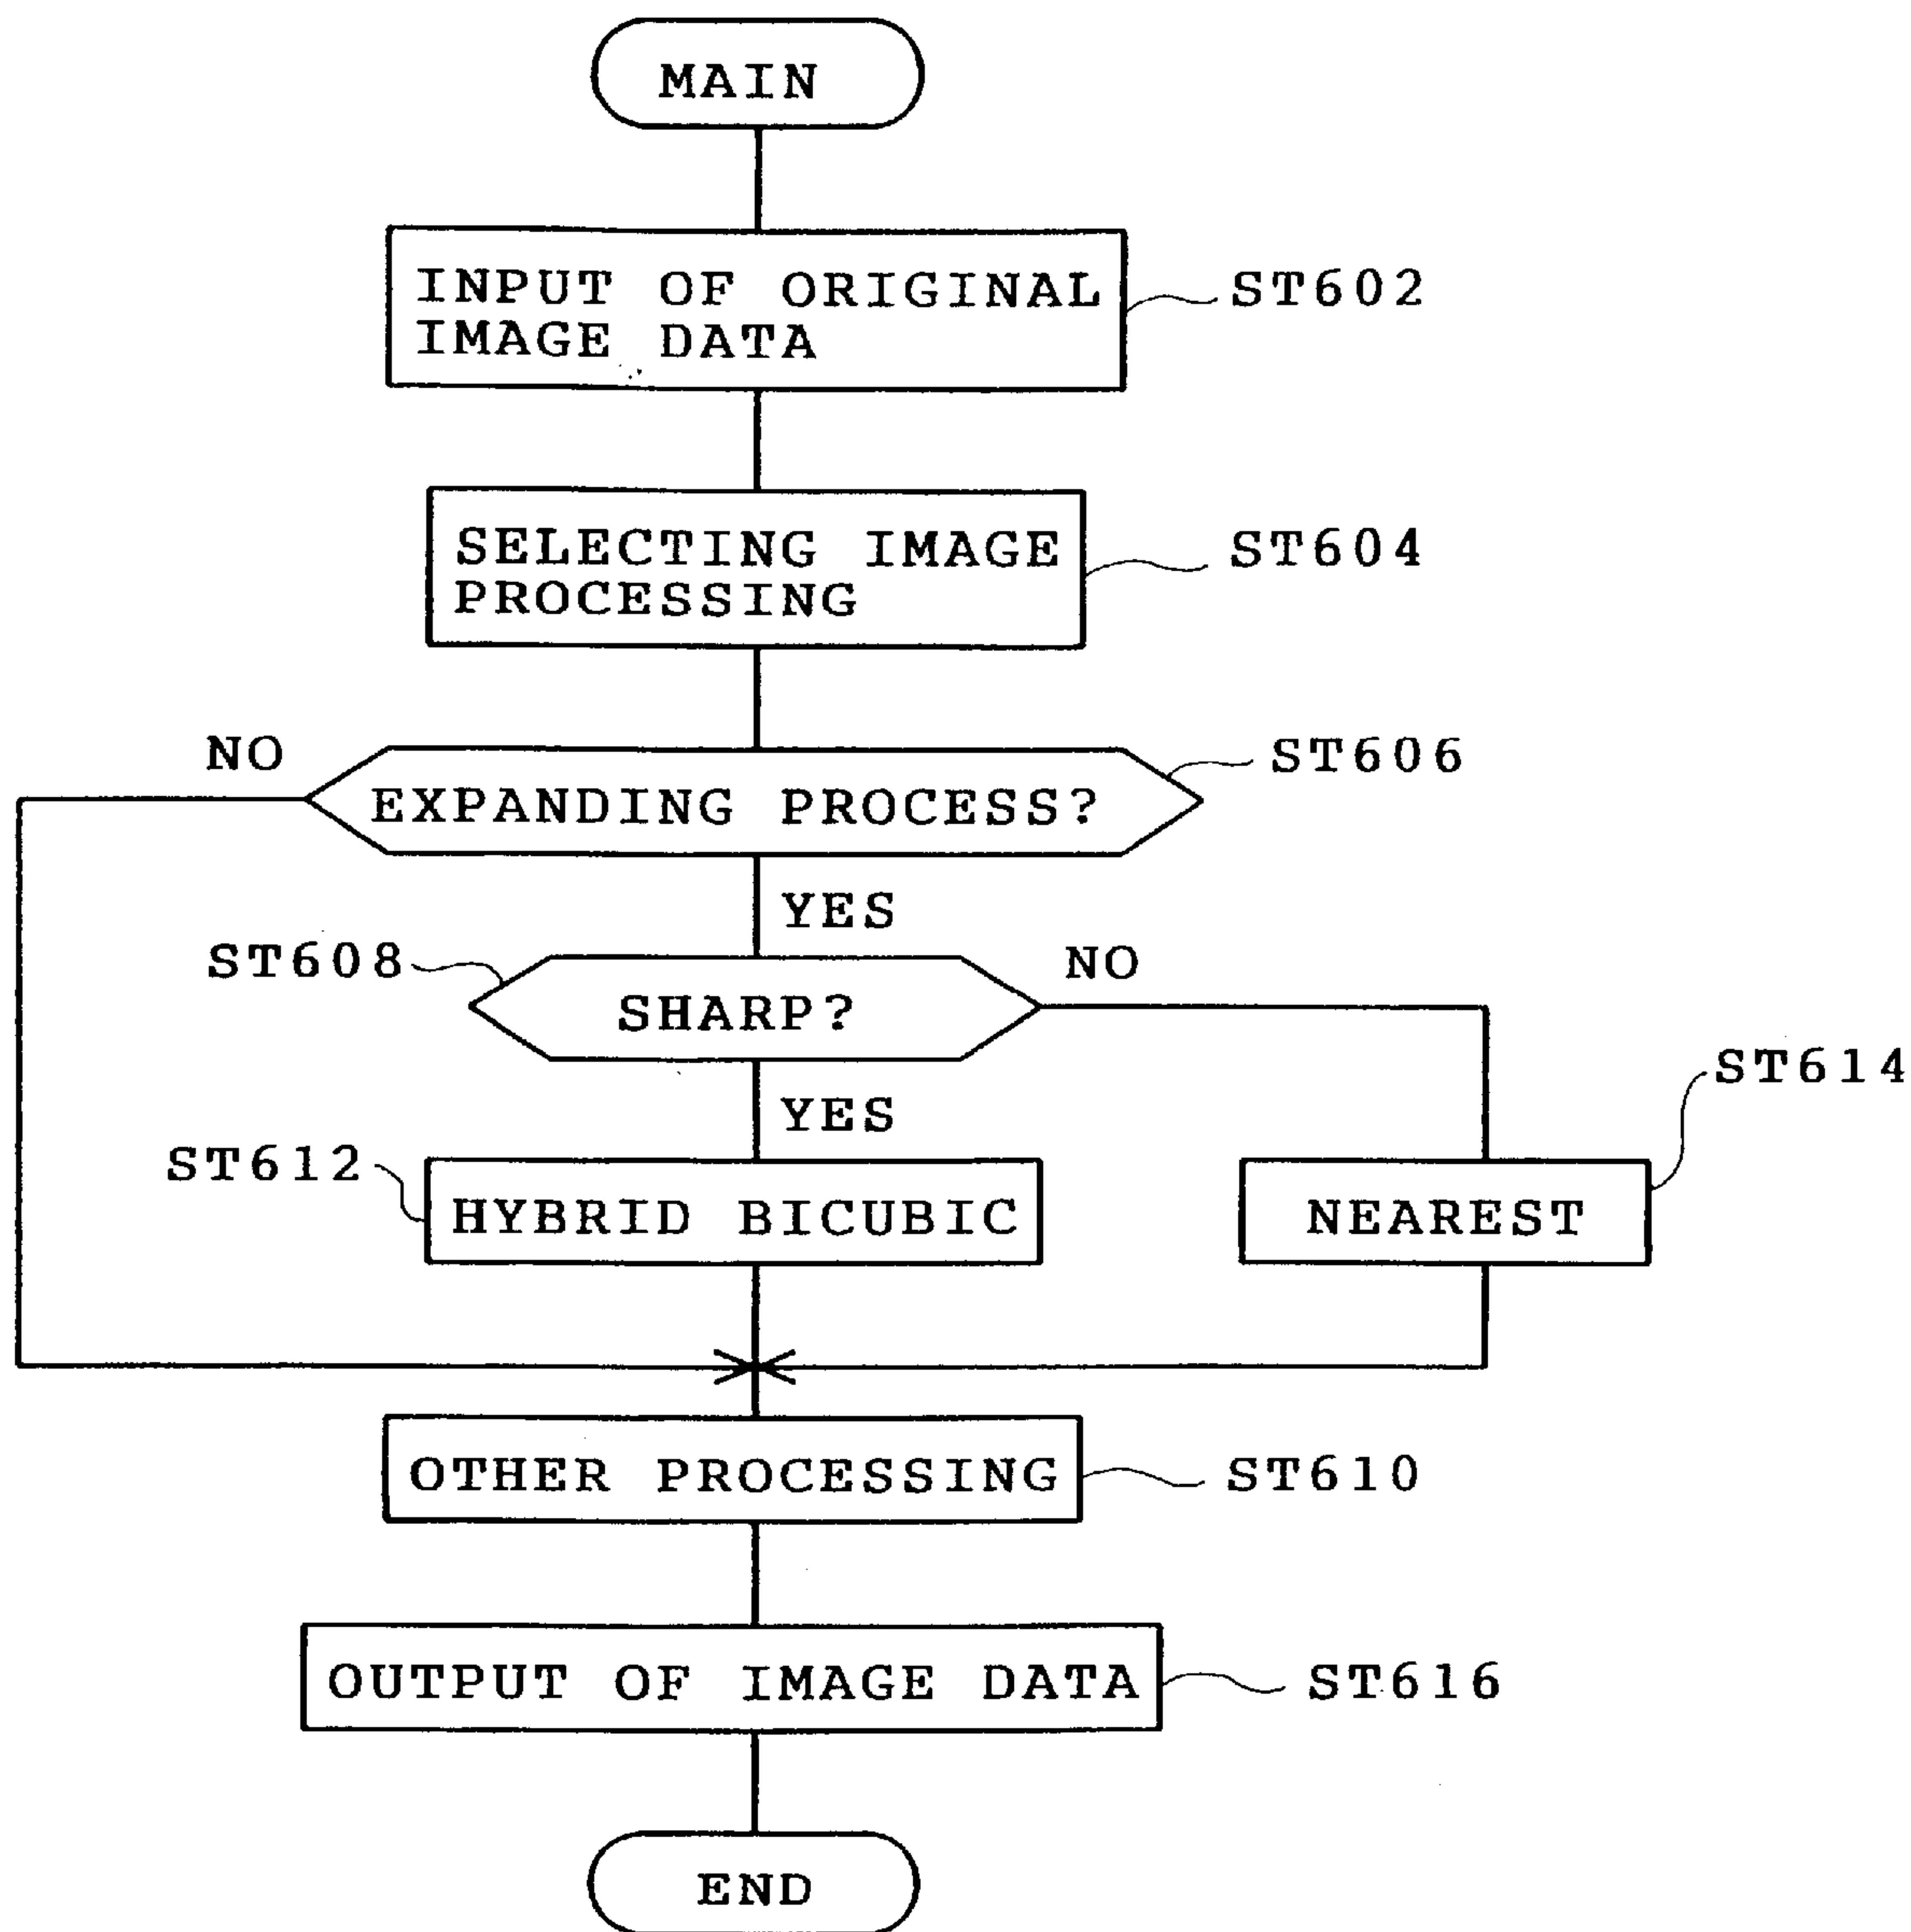 MAIN
INPUT OF ORIGINAL
IMAGE DATA
ST602
SELECTING IMAGE
PROCESSING
ST604
NO
EXPANDING PROCESS?
ST606
YES
ST608
SHARP?
NO
YES
ST614
ST612
HYBRID BICUBIC
NEAREST
OTHER PROCESSING
ST610
OUTPUT OF IMAGE DATA
ST616
END